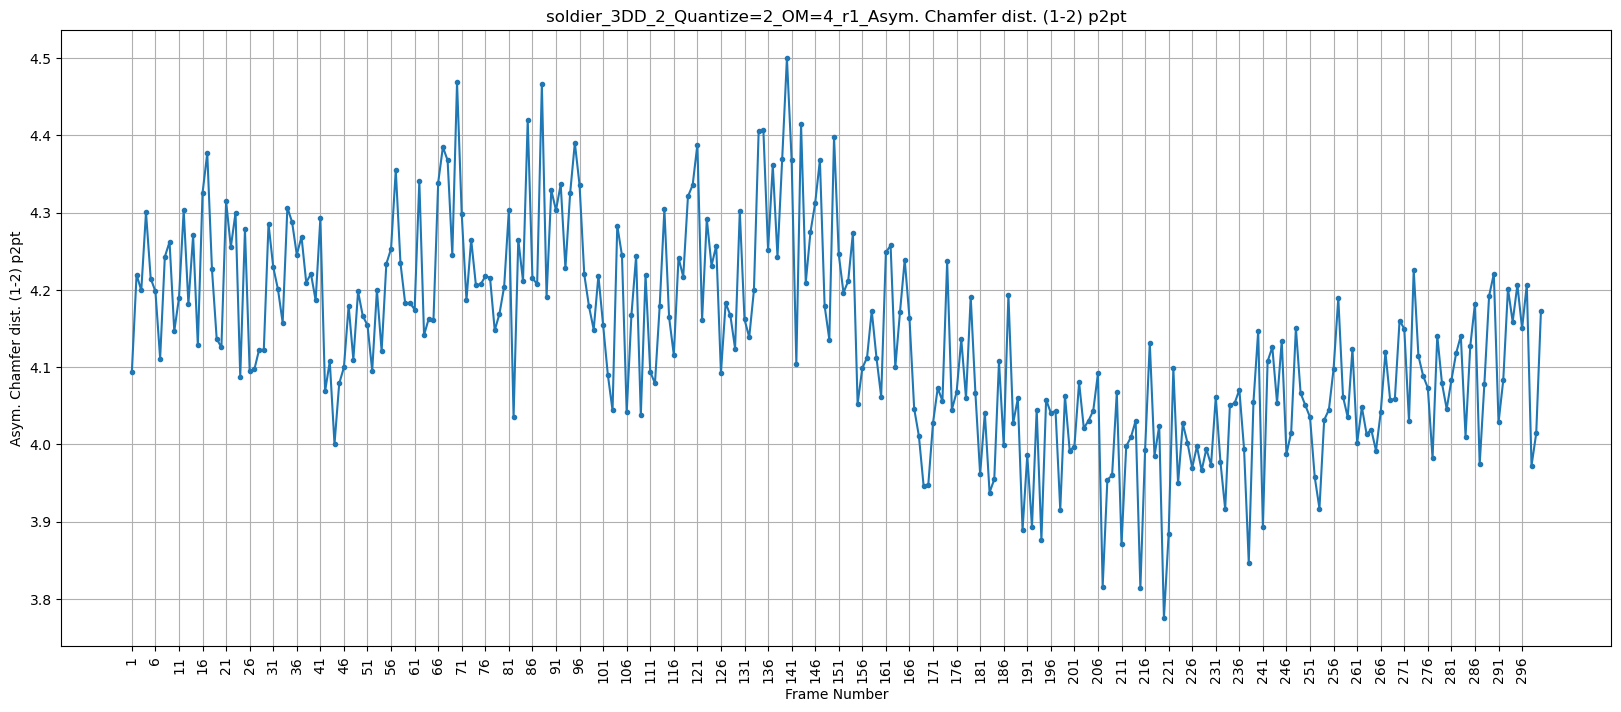 soldier_3DD_2_Quantize=2_OM=4_r1_Asym. Chamfer dist. (1-2) p2pt
Asym. Chamfer dist. (1-2) p2pt
4.5
4.4
4.3
4.2
4.1
4.0
3.9
3.8
1 6 11 16 21 26 31 36 41 46 51 56 61 66 71 76 81 86 91 96 101 106 111 116 121 126 131 136 141 146 151 156 161 166 171 176 181 186 191 196 201 206 211 216 221 226 231 236 241 246 251 256 261 266 271 276 281 286 291 296
Frame Number